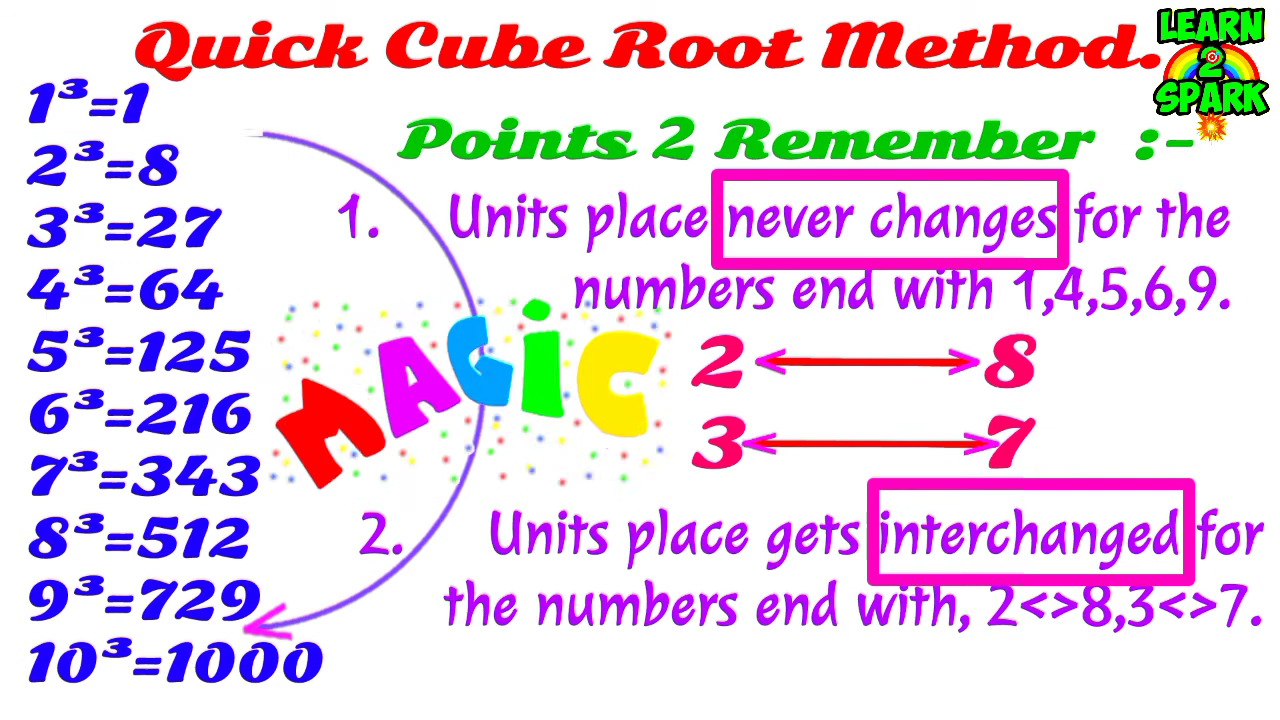 Quick Cube Root Method.
LEARN
2
SPARK
1³=1
2³=8
3³=27
4³=64
5³=125
6³=216
7³=343
8³=512
9³=729
10³=1000
Points 2 Remember :-
1. Units place never changes for the
numbers end with 1,4,5,6,9.
MAGiC
2 8
3 7
2. Units place gets interchanged for
the numbers end with, 2<>8,3<>7.